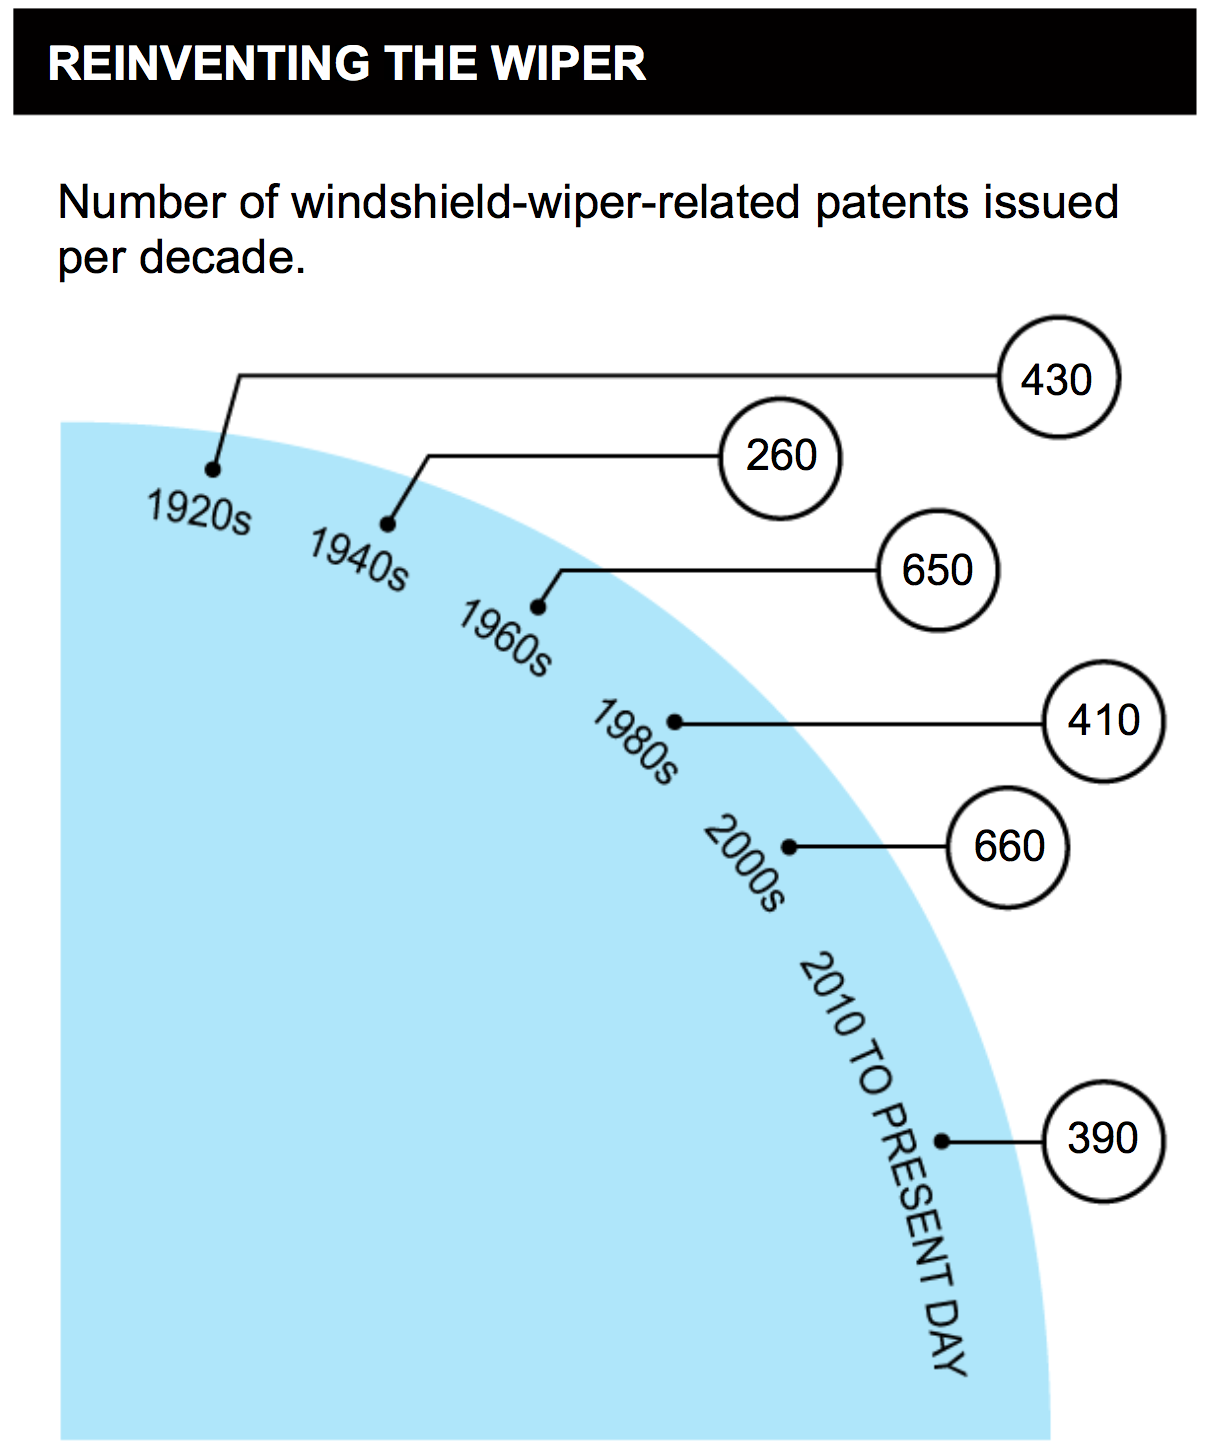 REINVENTING THE WIPER
Number of windshield-wiper-related patents issued
per decade.
430
1920s
260
1940s
650
1960s
410
1980s
660
2000s
390
2010 TO PRESENT DAY